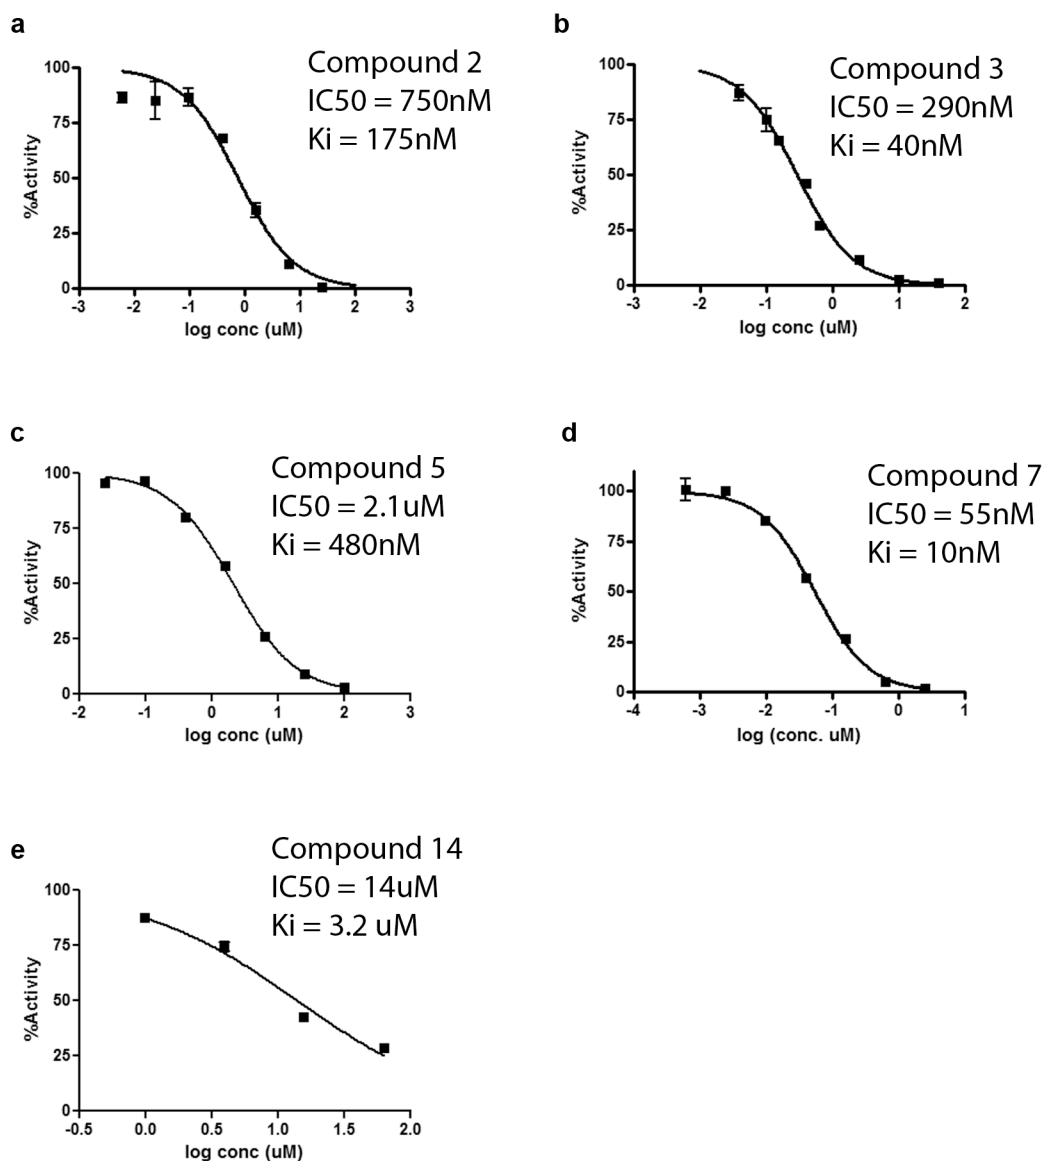 a
Compound 2
IC50 = 750nM
Ki = 175nM
100
75
50
25
0
%Activity
-3 -2 -1 0 1 2 3
log conc (uM)
b
Compound 3
IC50 = 290nM
Ki = 40nM
100
75
50
25
0
%Activity
-3 -2 -1 0 1 2
log conc (uM)
c
Compound 5
IC50 = 2.1uM
Ki = 480nM
100
75
50
25
0
%Activity
-2 -1 0 1 2 3
log conc (uM)
d
Compound 7
IC50 = 55nM
Ki = 10nM
100
75
50
25
0
%Activity
-4 -3 -2 -1 0 1
log (conc. uM)
e
Compound 14
IC50 = 14uM
Ki = 3.2 uM
100
75
50
25
0
%Activity
-0.5 0.0 0.5 1.0 1.5 2.0
log conc (uM)